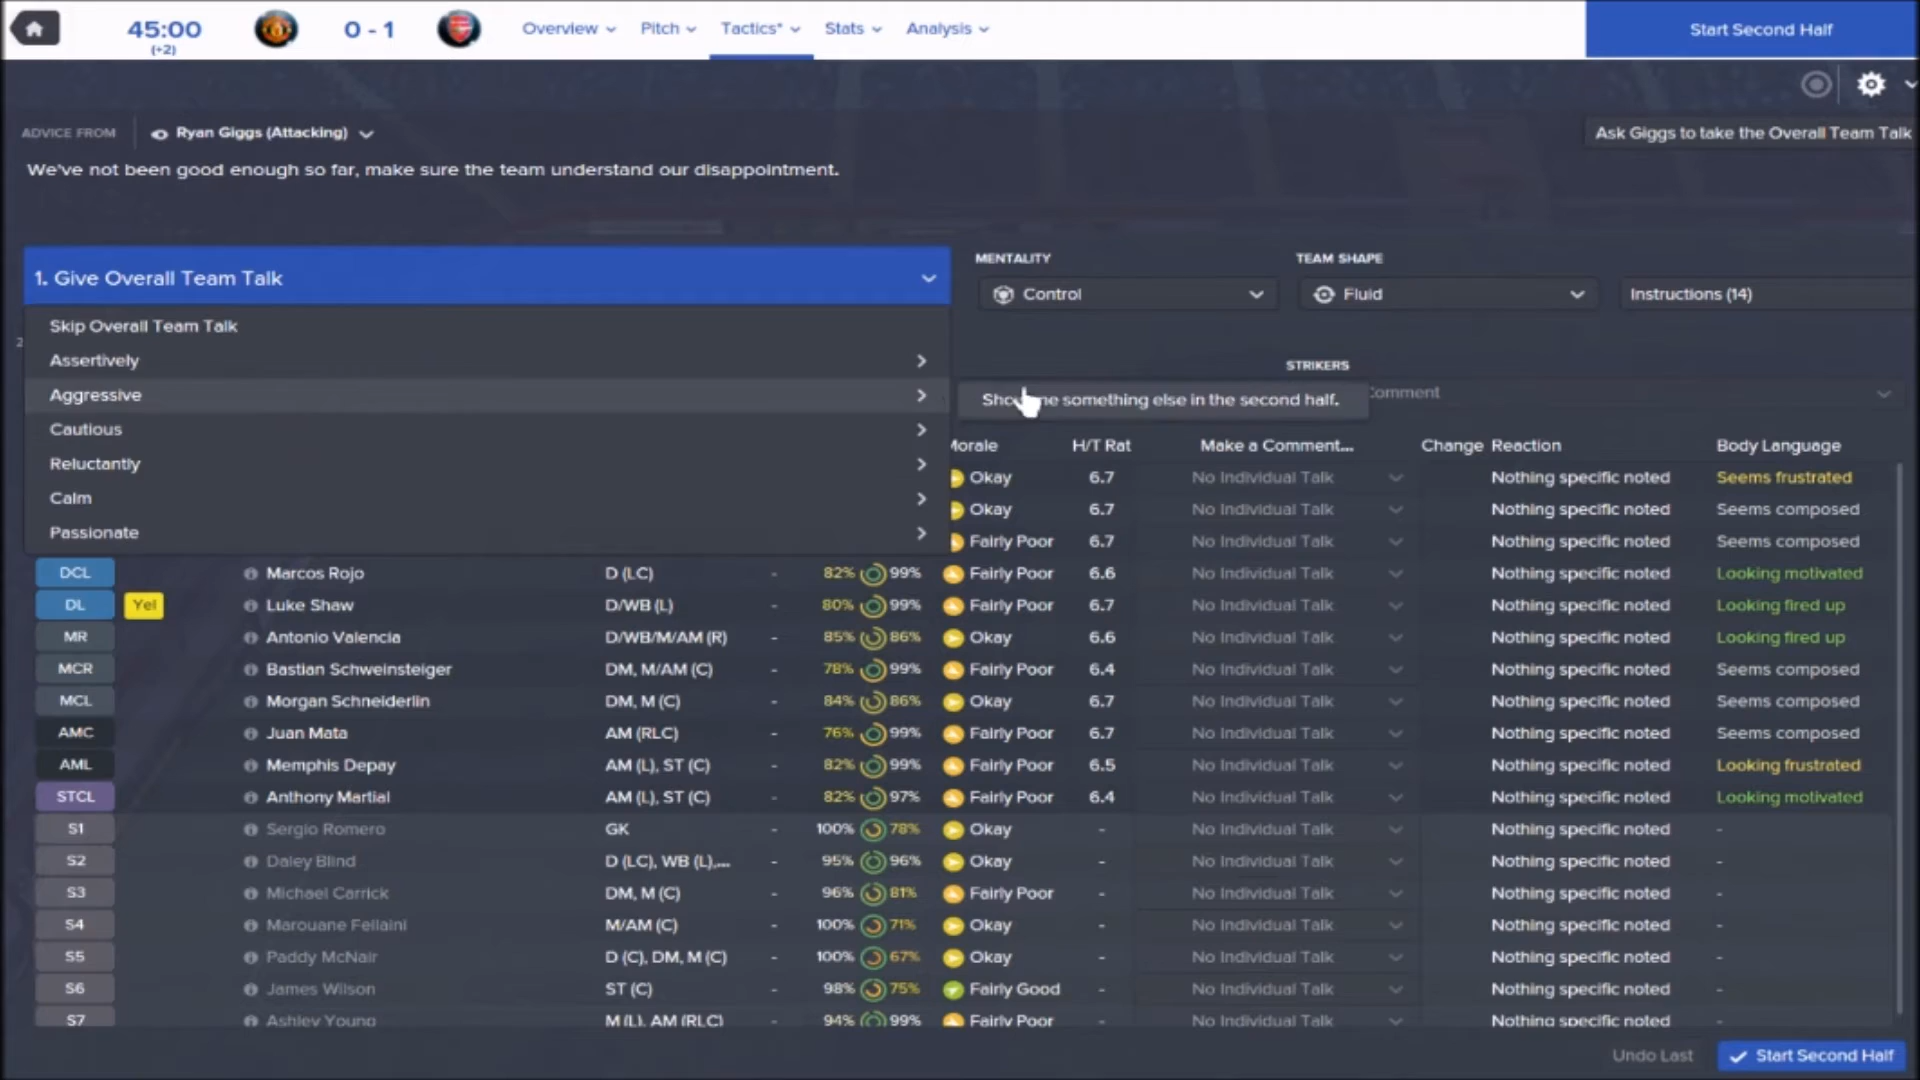 45:00
(+2)
0 - 1
Overview
Pitch
Tactics*
Stats
Analysis
Start Second Half
ADVICE FROM
Ryan Giggs (Attacking)
Ask Giggs to take the Overall Team Talk
We've not been good enough so far, make sure the team understand our disappointment.
1. Give Overall Team Talk
MENTALITY
TEAM SHAPE
Control
Fluid
Instructions (14)
Skip Overall Team Talk
2
Assertively
STRIKERS
Aggressive
something else in the second half.
Comment
Cautious
Morale H/T Rat Make a Comment... Change Reaction Body Language
Reluctantly
Okay 6.7 No Individual Talk Nothing specific noted Seems frustrated
Calm
Okay 6.7 No Individual Talk Nothing specific noted Seems composed
Passionate
Fairly Poor 6.7 No Individual Talk Nothing specific noted Seems composed
DCL Marcos Rojo D (LC) - 82% 99% Fairly Poor 6.6 No Individual Talk Nothing specific noted Looking motivated
DL Yel Luke Shaw D/WB (L) - 80% 99% Fairly Poor 6.7 No Individual Talk Nothing specific noted Looking fired up
MR Antonio Valencia D/WB/M/AM (R) - 85% 86% Okay 6.6 No Individual Talk Nothing specific noted Looking fired up
MCR Bastian Schweinsteiger DM, M/AM (C) - 78% 99% Fairly Poor 6.4 No Individual Talk Nothing specific noted Seems composed
MCL Morgan Schneiderlin DM, M (C) - 84% 86% Okay 6.7 No Individual Talk Nothing specific noted Seems composed
AMC Juan Mata AM (RLC) - 76% 99% Fairly Poor 6.7 No Individual Talk Nothing specific noted Seems composed
AML Memphis Depay AM (L), ST (C) - 82% 99% Fairly Poor 6.5 No Individual Talk Nothing specific noted Looking frustrated
STCL Anthony Martial AM (L), ST (C) - 82% 97% Fairly Poor 6.4 No Individual Talk Nothing specific noted Looking motivated
S1 Sergio Romero GK - 100% 78% Okay - No Individual Talk Nothing specific noted -
S2 Daley Blind D (LC), WB (L),... - 95% 96% Okay - No Individual Talk Nothing specific noted -
S3 Michael Carrick DM, M (C) - 96% 81% Fairly Poor - No Individual Talk Nothing specific noted -
S4 Marouane Fellaini M/AM (C) - 100% 71% Okay - No Individual Talk Nothing specific noted -
S5 Paddy McNair D (C), DM, M (C) - 100% 67% Okay - No Individual Talk Nothing specific noted -
S6 James Wilson ST (C) - 98% 75% Fairly Good - No Individual Talk Nothing specific noted -
S7 Ashley Young M (L), AM (RLC) - 94% 99% Fairly Poor - No Individual Talk Nothing specific noted -
Undo Last
Start Second Half